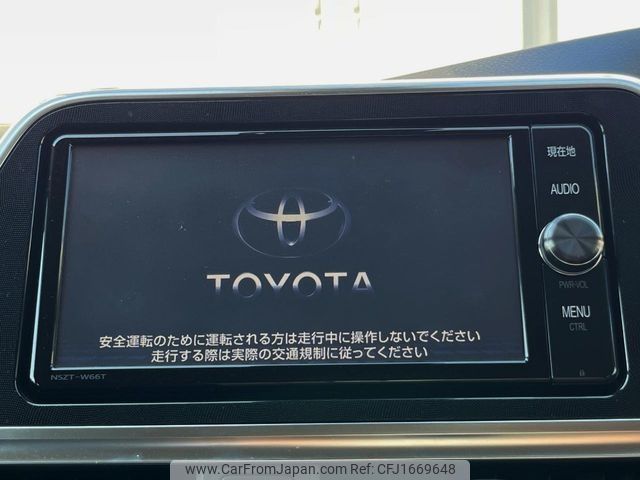 現在地
AUDIO
TOYOTA
PWR-VOL
MENU
CTRL
安全運転のために運転される方は走行中に操作しないでください
走行する際は実際の交通規制に従ってください
NSZT-W66T
www.CarFromJapan.com ID:CFJ1669648